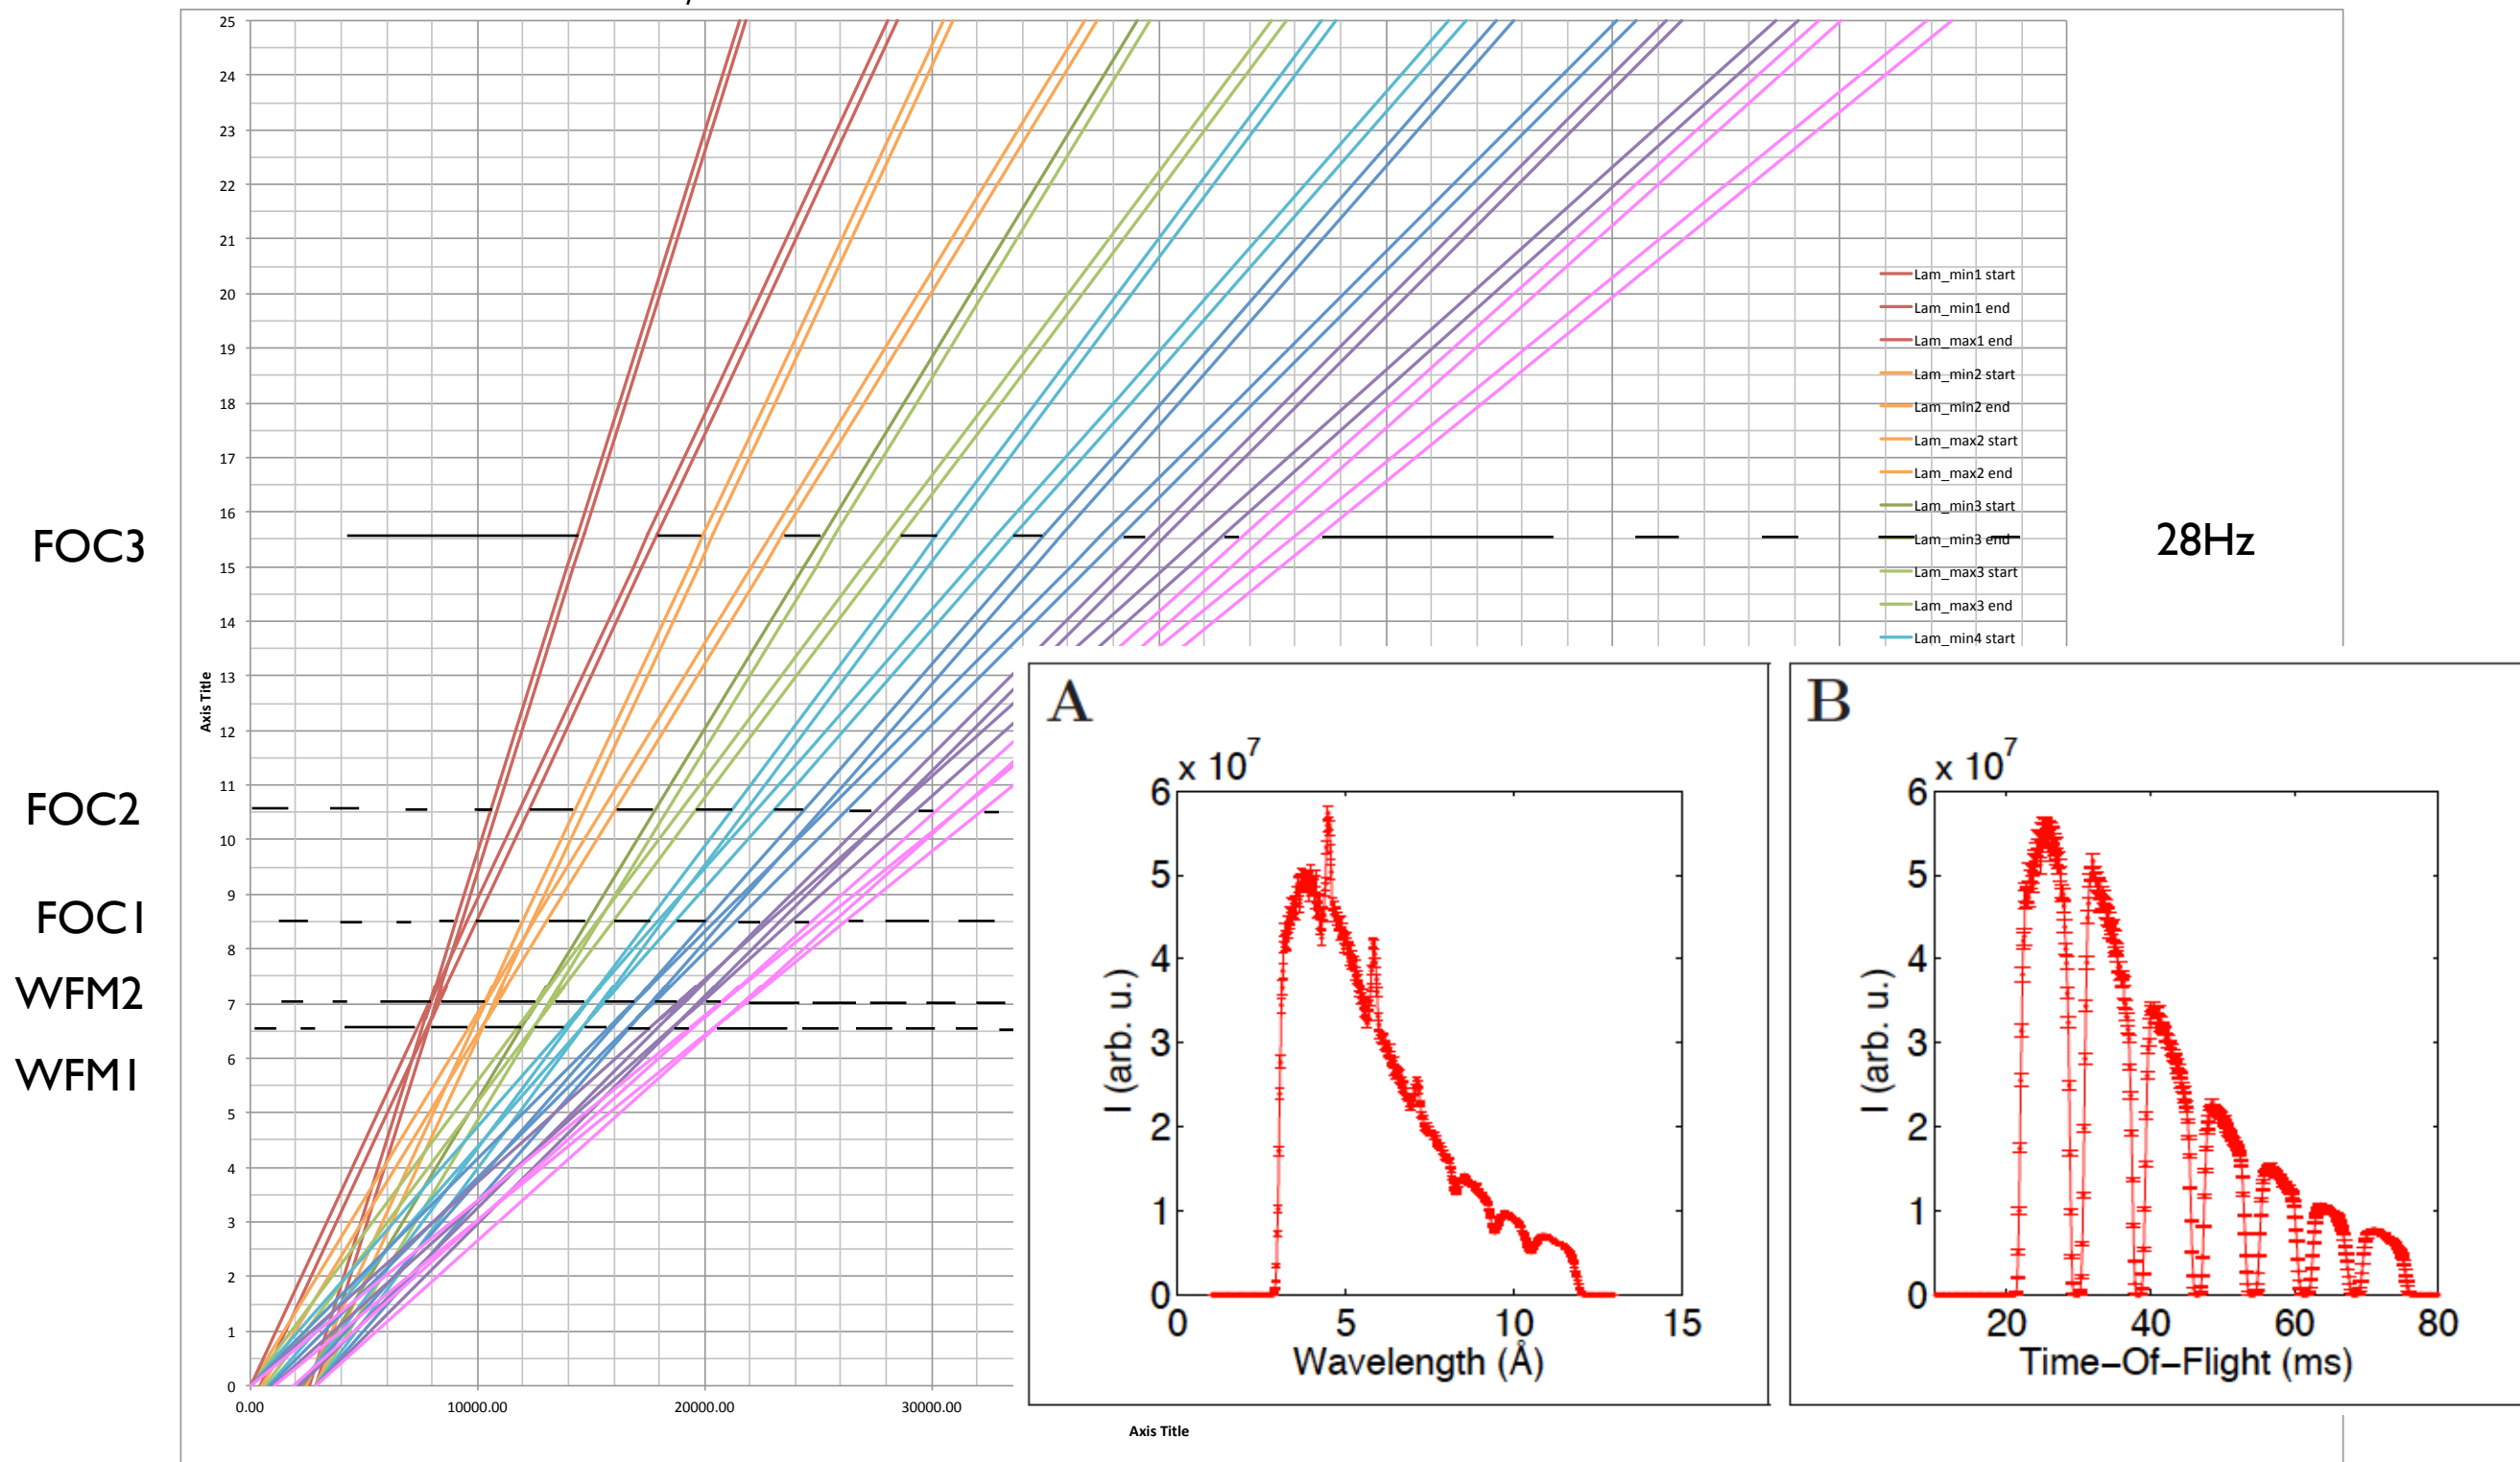 25
24
23
22
21
20
19
18
17
16
15
14
13
12
11
10
9
8
7
6
5
4
3
2
1
0
0.00 10000.00 20000.00 30000.00
Axis Title
Axis Title
FOC3
FOC2
FOC1
WFM2
WFM1
28Hz
Lam_min1 start
Lam_min1 end
Lam_max1 end
Lam_min2 start
Lam_min2 end
Lam_max2 start
Lam_max2 end
Lam_min3 start
Lam_min3 end
Lam_max3 start
Lam_max3 end
Lam_min4 start
A
x 10^7
6
5
4
3
2
1
0
I (arb. u.)
0 5 10 15
Wavelength (Å)
B
x 10^7
6
5
4
3
2
1
0
I (arb. u.)
20 40 60 80
Time-Of-Flight (ms)